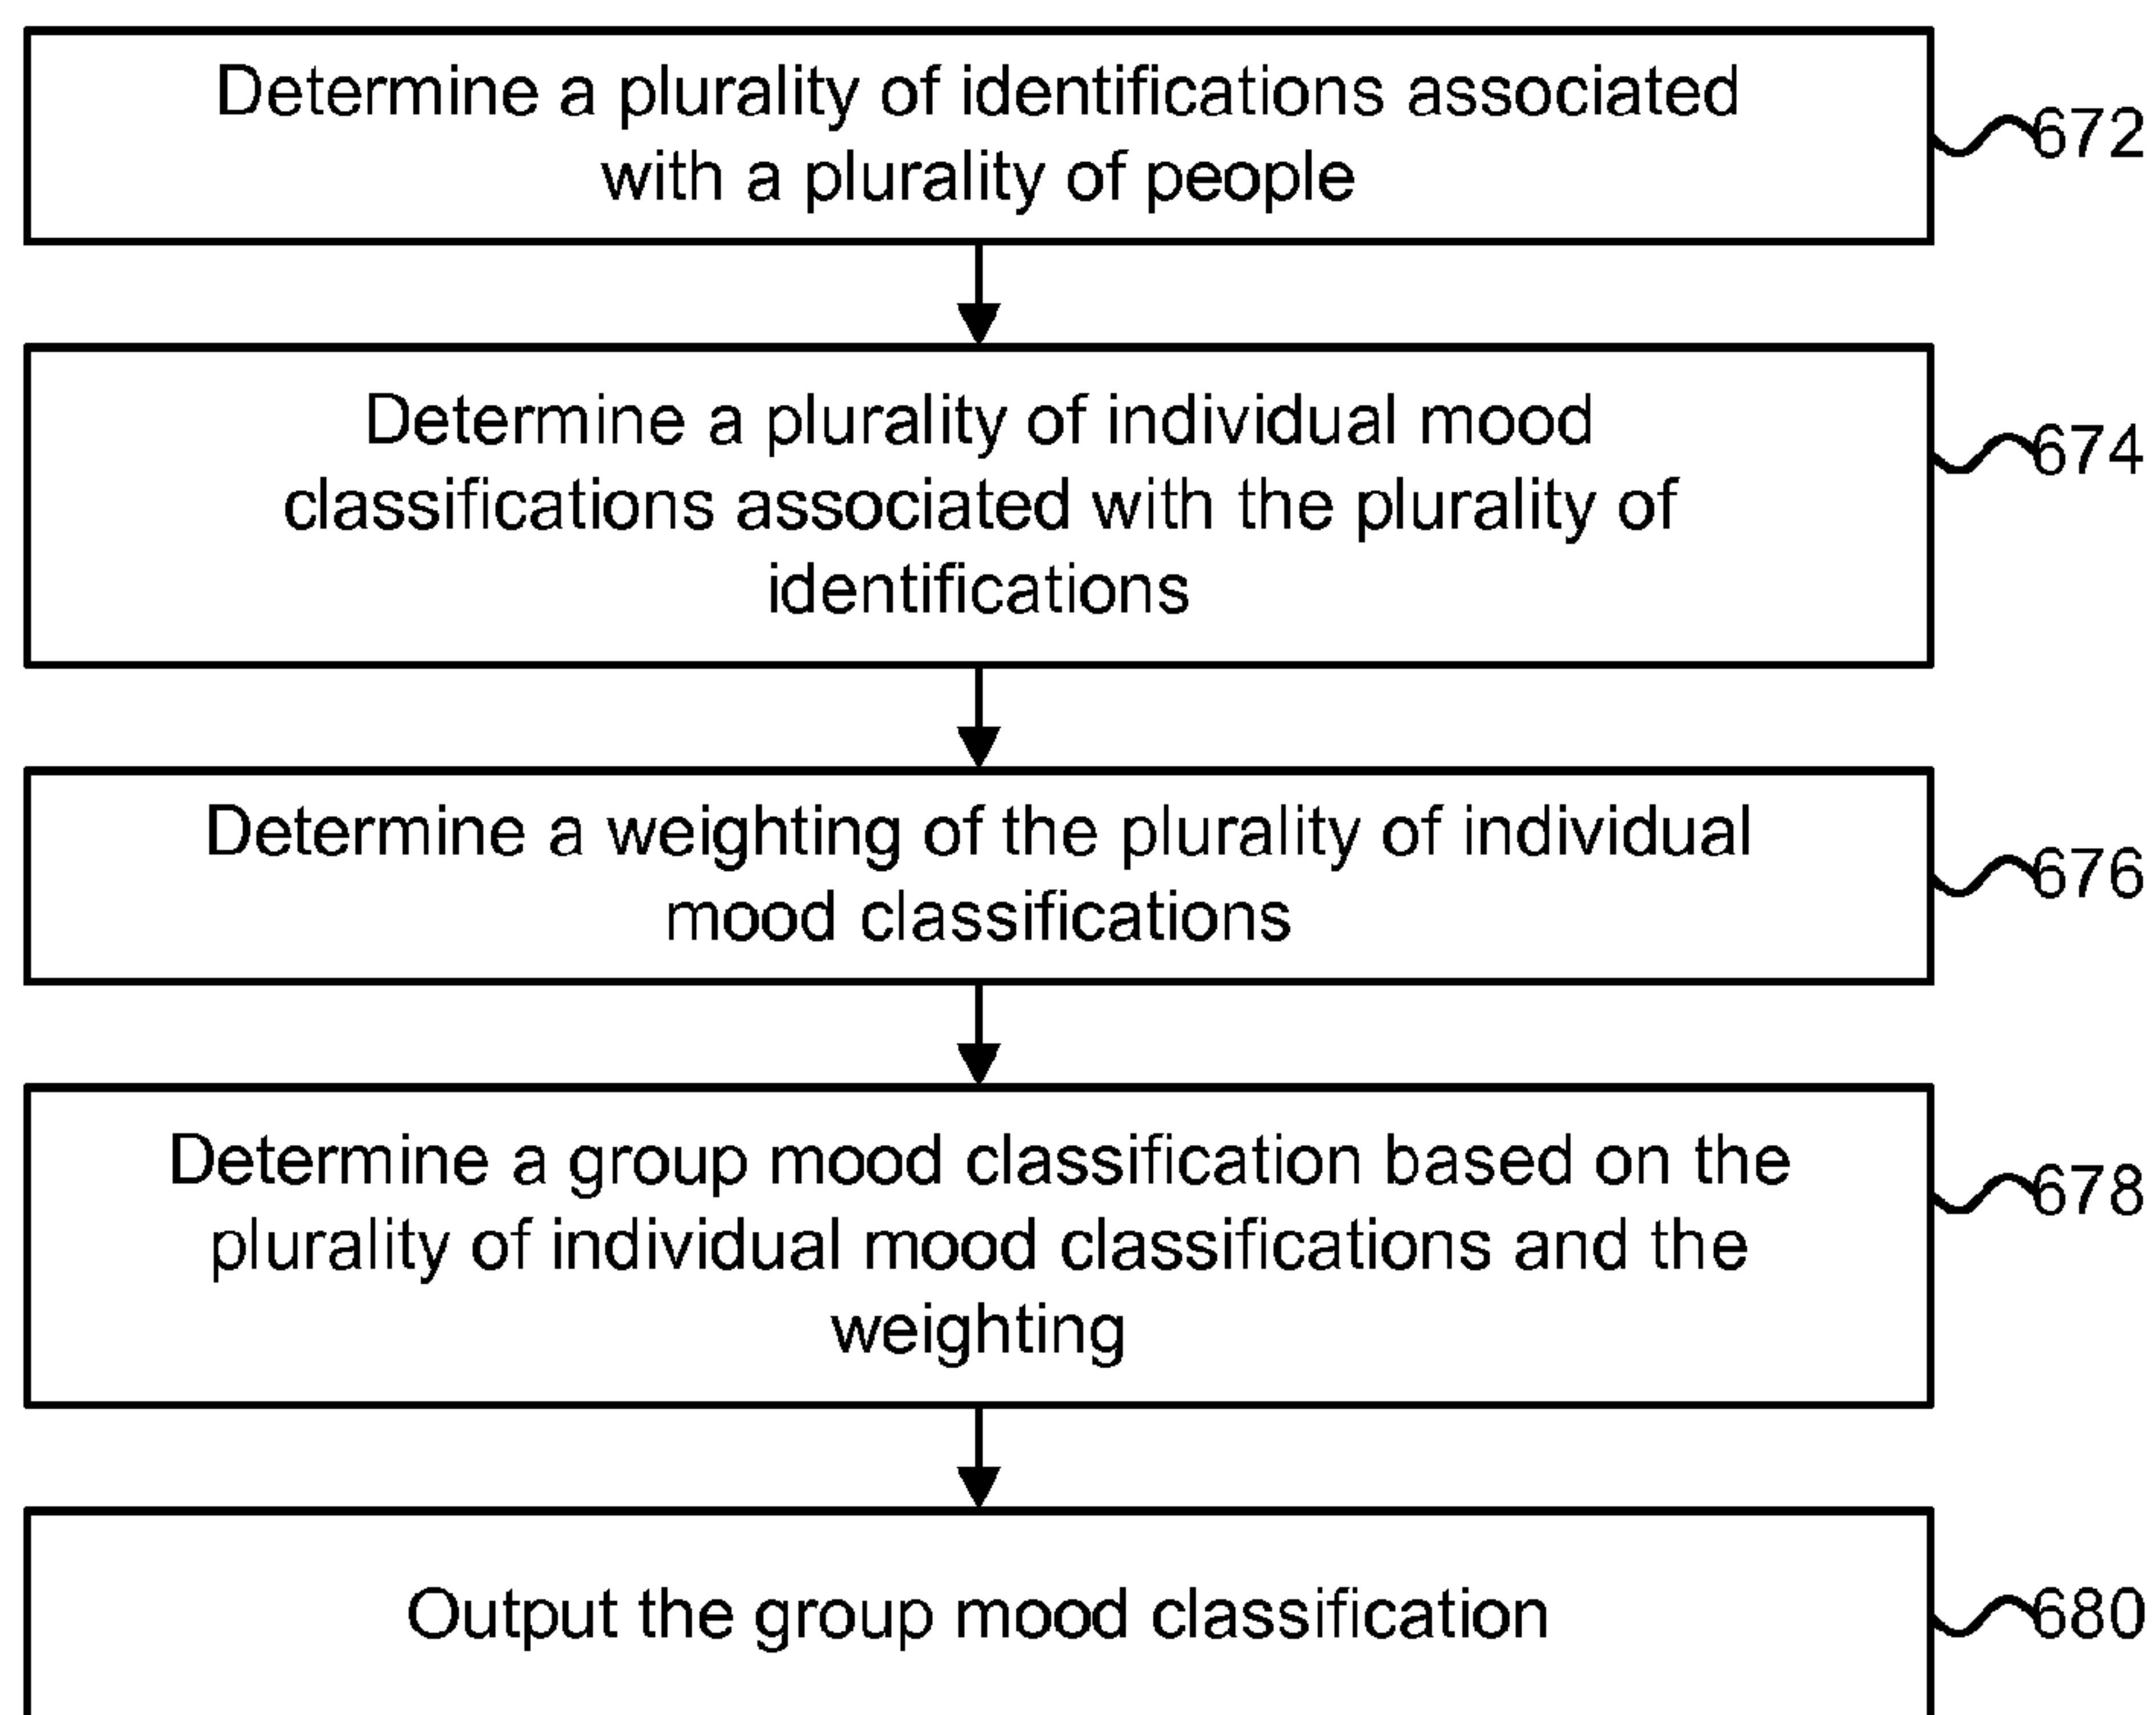 Determine a plurality of identifications associated
with a plurality of people
672
Determine a plurality of individual mood
classifications associated with the plurality of
identifications
674
Determine a weighting of the plurality of individual
mood classifications
676
Determine a group mood classification based on the
plurality of individual mood classifications and the
weighting
678
Output the group mood classification
680